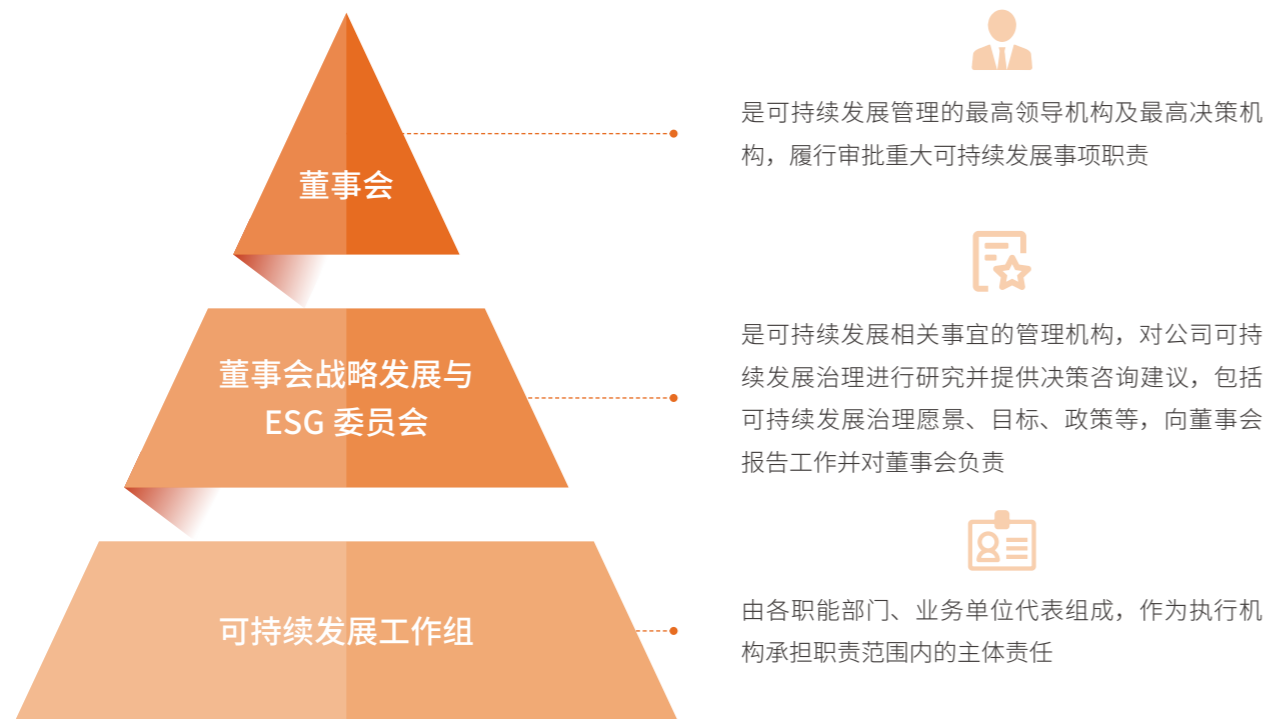 董事会
是可持续发展管理的最高领导机构及最高决策机
构，履行审批重大可持续发展事项职责
董事会战略发展与
ESG 委员会
是可持续发展相关事宜的管理机构，对公司可持
续发展治理进行研究并提供决策咨询建议，包括
可持续发展治理愿景、目标、政策等，向董事会
报告工作并对董事会负责
可持续发展工作组
由各职能部门、业务单位代表组成，作为执行机
构承担职责范围内的主体责任